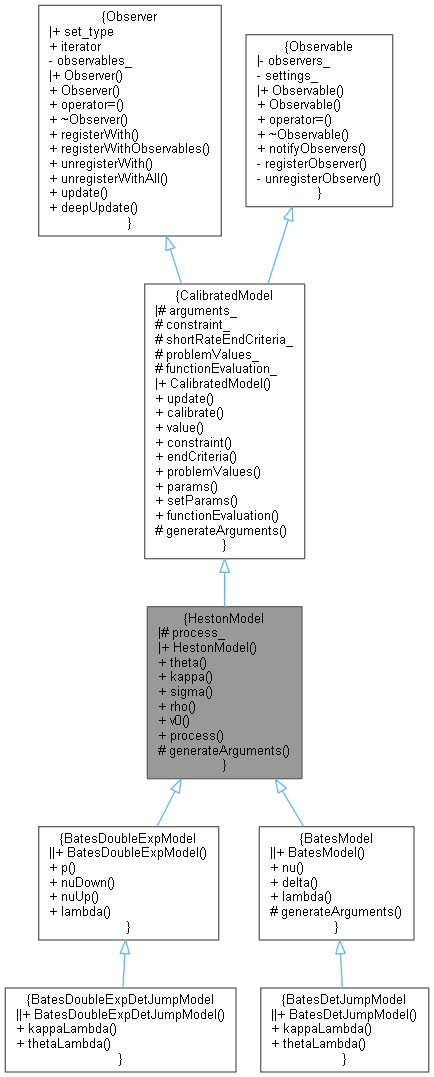 {Observer
|+ set_type
+ iterator
- observables_
|+ Observer()
+ Observer()
+ operator=()
+ ~Observer()
+ registerWith()
+ registerWithObservables()
+ unregisterWith()
+ unregisterWithAll()
+ update()
+ deepUpdate()
}
{Observable
|- observers_
- settings_
|+ Observable()
+ Observable()
+ operator=()
+ ~Observable()
+ notifyObservers()
- registerObserver()
- unregisterObserver()
}
{CalibratedModel
|# arguments_
# constraint_
# shortRateEndCriteria_
# problemValues_
# functionEvaluation_
|+ CalibratedModel()
+ update()
+ calibrate()
+ value()
+ constraint()
+ endCriteria()
+ problemValues()
+ params()
+ setParams()
+ functionEvaluation()
# generateArguments()
}
{HestonModel
|# process_
|+ HestonModel()
+ theta()
+ kappa()
+ sigma()
+ rho()
+ v0()
+ process()
# generateArguments()
}
{BatesDoubleExpModel
||+ BatesDoubleExpModel()
+ p()
+ nuDown()
+ nuUp()
+ lambda()
}
{BatesModel
||+ BatesModel()
+ nu()
+ delta()
+ lambda()
# generateArguments()
}
{BatesDoubleExpDetJumpModel
||+ BatesDoubleExpDetJumpModel()
+ kappaLambda()
+ thetaLambda()
}
{BatesDetJumpModel
||+ BatesDetJumpModel()
+ kappaLambda()
+ thetaLambda()
}